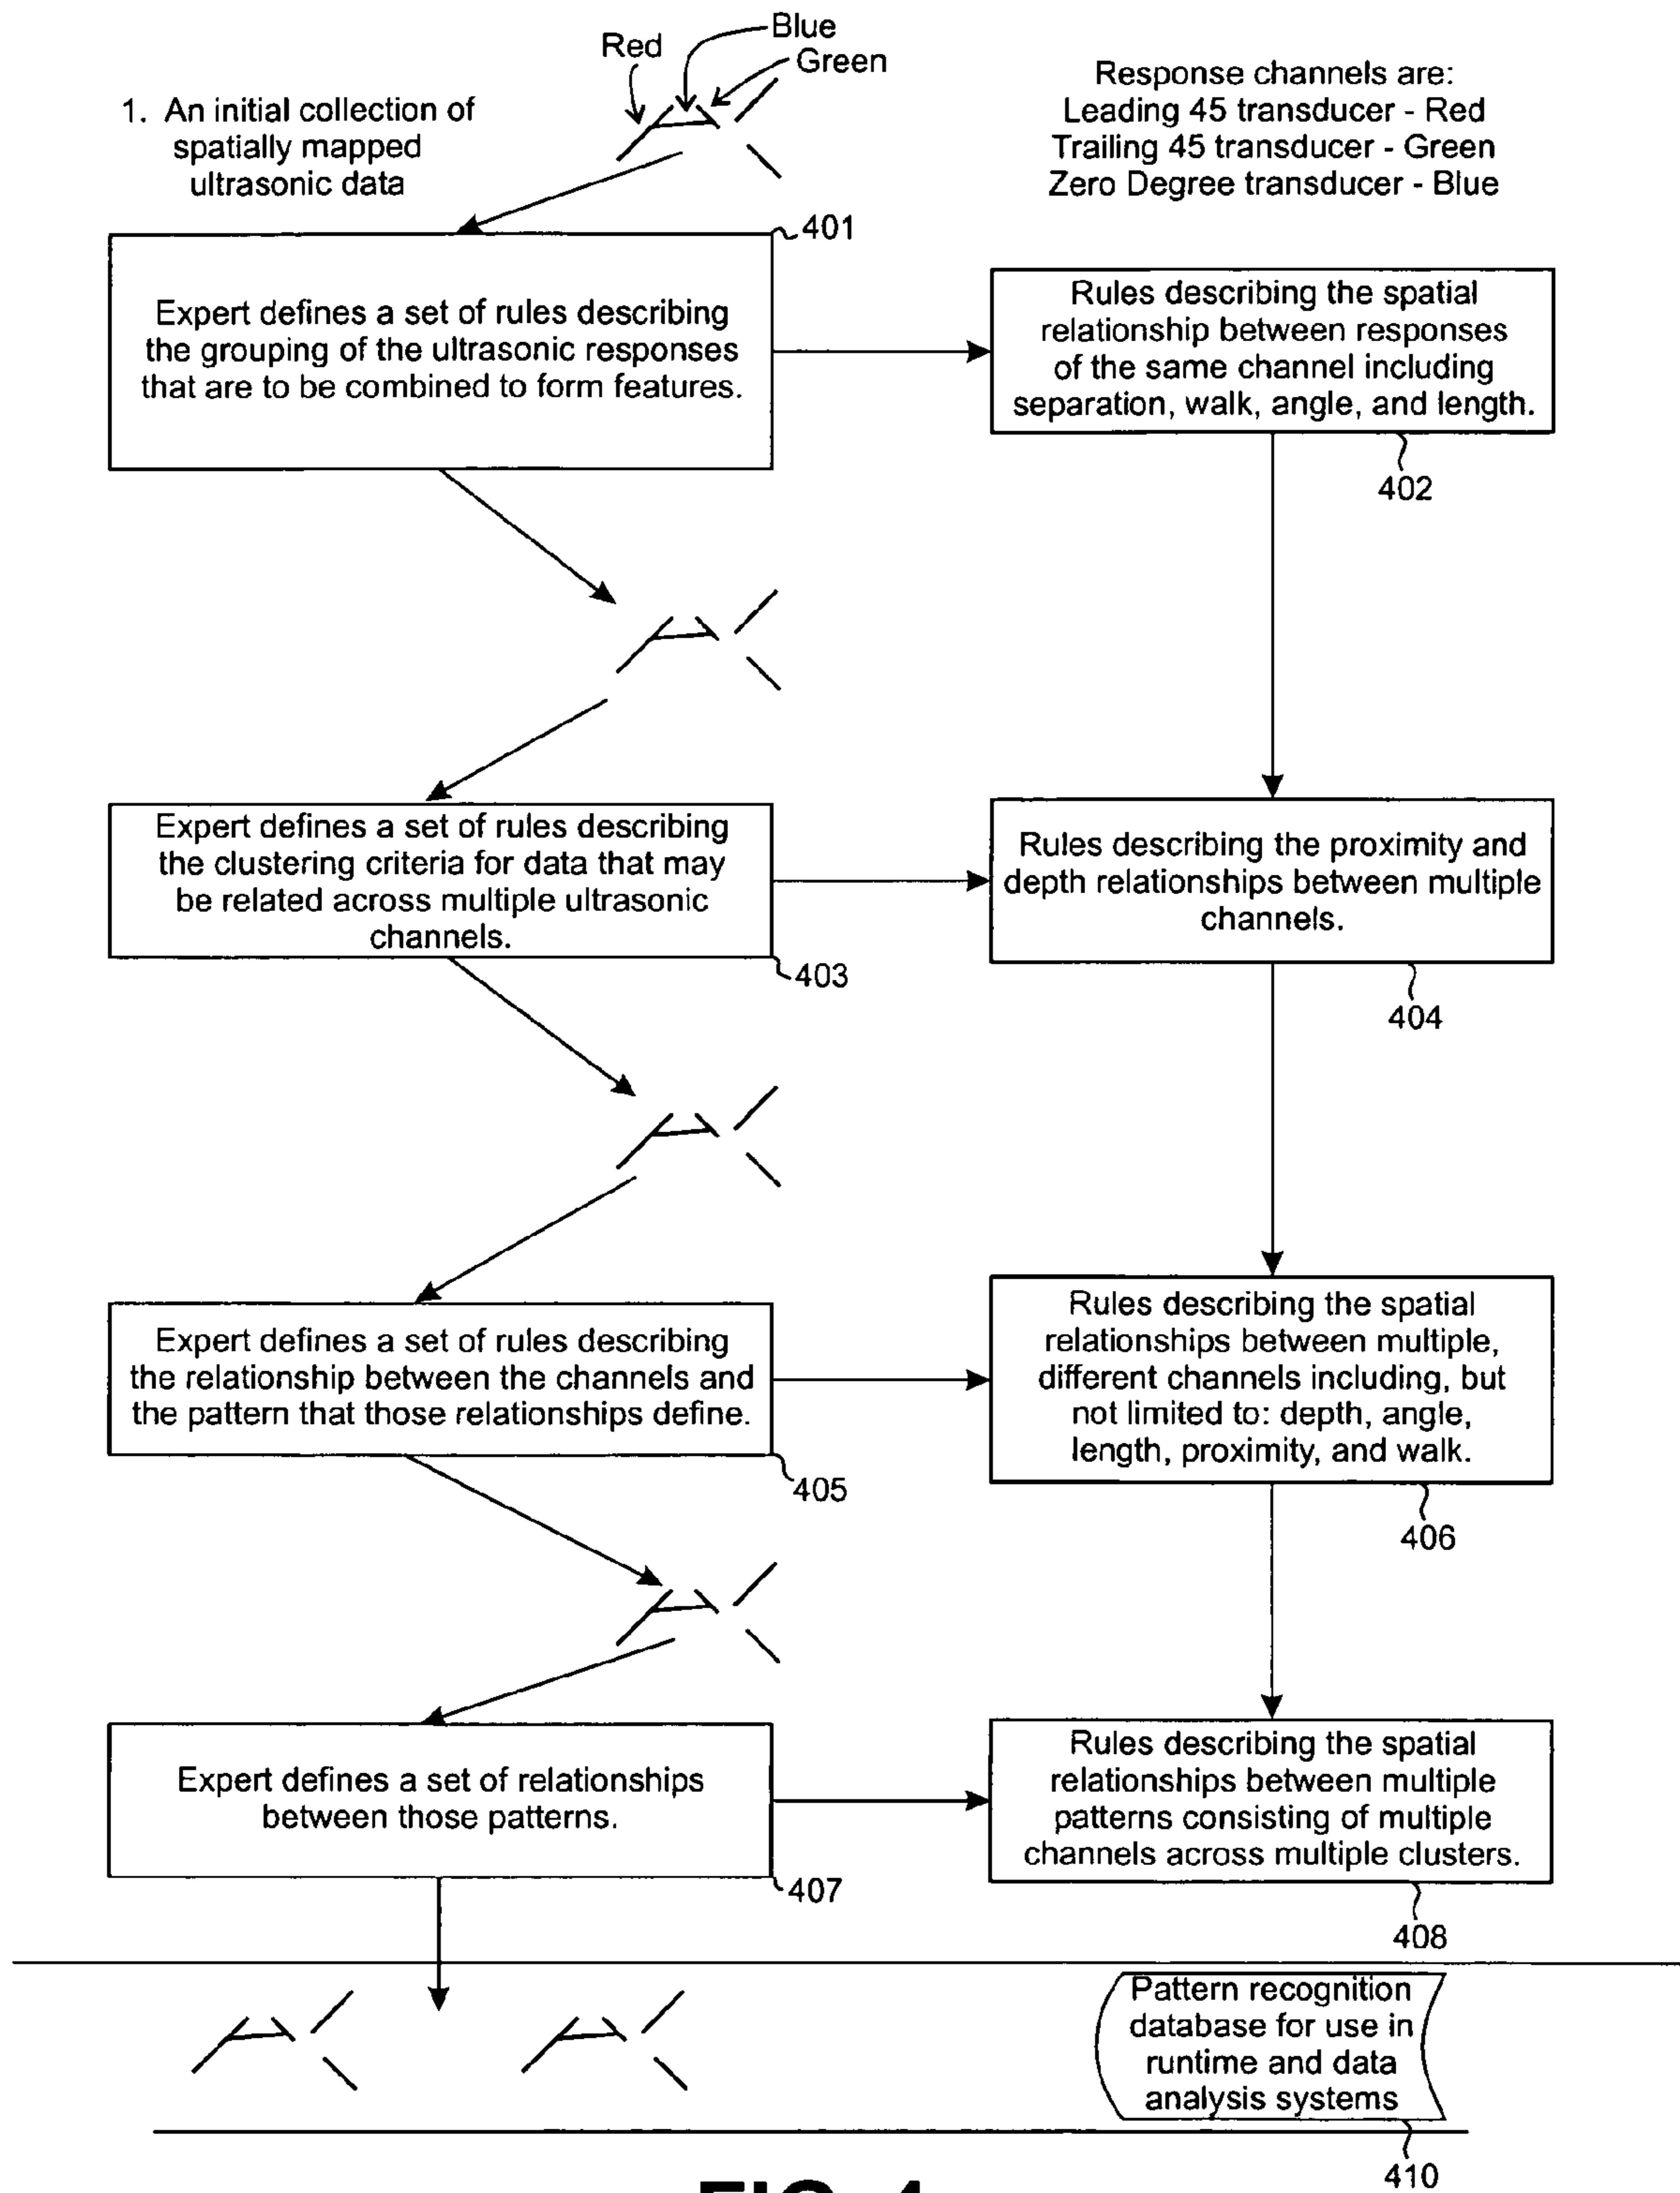 Red
Blue
Green
1. An initial collection of
spatially mapped
ultrasonic data
Response channels are:
Leading 45 transducer - Red
Trailing 45 transducer - Green
Zero Degree transducer - Blue
401
Expert defines a set of rules describing
the grouping of the ultrasonic responses
that are to be combined to form features.
Rules describing the spatial
relationship between responses
of the same channel including
separation, walk, angle, and length.
402
Expert defines a set of rules describing
the clustering criteria for data that may
be related across multiple ultrasonic
channels.
403
Rules describing the proximity and
depth relationships between multiple
channels.
404
Expert defines a set of rules describing
the relationship between the channels and
the pattern that those relationships define.
405
Rules describing the spatial
relationships between multiple,
different channels including, but
not limited to: depth, angle,
length, proximity, and walk.
406
Expert defines a set of relationships
between those patterns.
407
Rules describing the spatial
relationships between multiple
patterns consisting of multiple
channels across multiple clusters.
408
Pattern recognition
database for use in
runtime and data
analysis systems
410